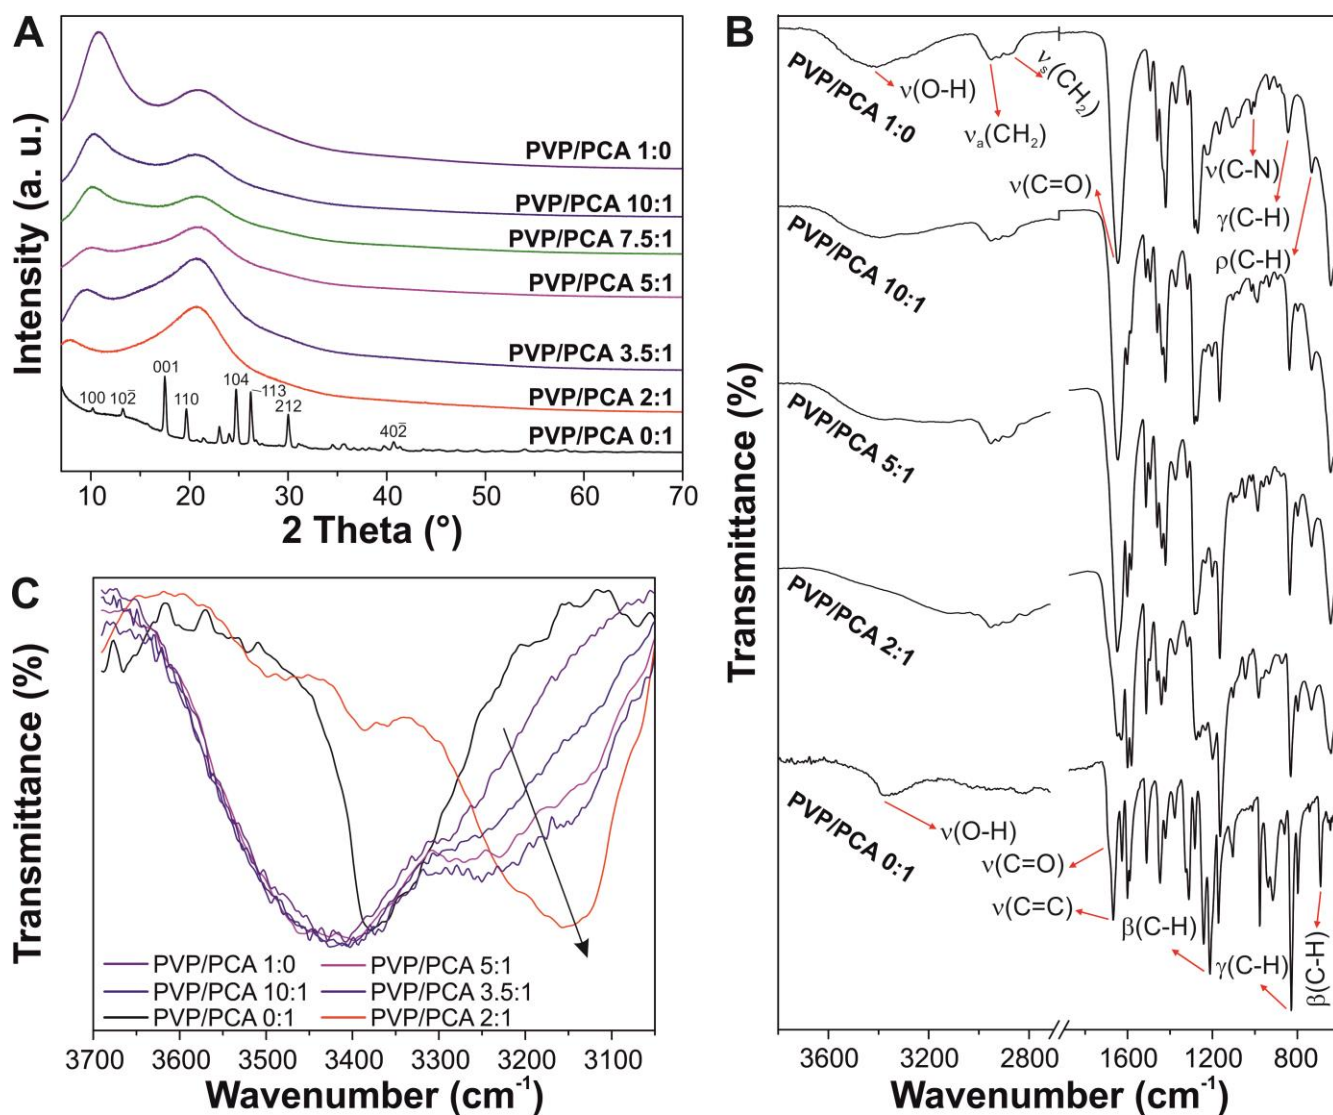 A
Intensity (a. u.)
PVP/PCA 1:0
PVP/PCA 10:1
PVP/PCA 7.5:1
PVP/PCA 5:1
PVP/PCA 3.5:1
PVP/PCA 2:1
PVP/PCA 0:1
100 102̅ 001 110 104 -113 212 402̅
10 20 30 40 50 60 70
2 Theta (°)
B
Transmittance (%)
PVP/PCA 1:0
ν(O-H)
νₐ(CH₂)
νₛ(CH₂)
ν(C=O)
ν(C-N)
γ(C-H)
ρ(C-H)
PVP/PCA 10:1
PVP/PCA 5:1
PVP/PCA 2:1
PVP/PCA 0:1
ν(O-H)
ν(C=O)
ν(C=C)
β(C-H)
γ(C-H)
β(C-H)
3600 3200 2800 1600 1200 800
Wavenumber (cm⁻¹)
C
Transmittance (%)
PVP/PCA 1:0 PVP/PCA 5:1
PVP/PCA 10:1 PVP/PCA 3.5:1
PVP/PCA 0:1 PVP/PCA 2:1
3700 3600 3500 3400 3300 3200 3100
Wavenumber (cm⁻¹)